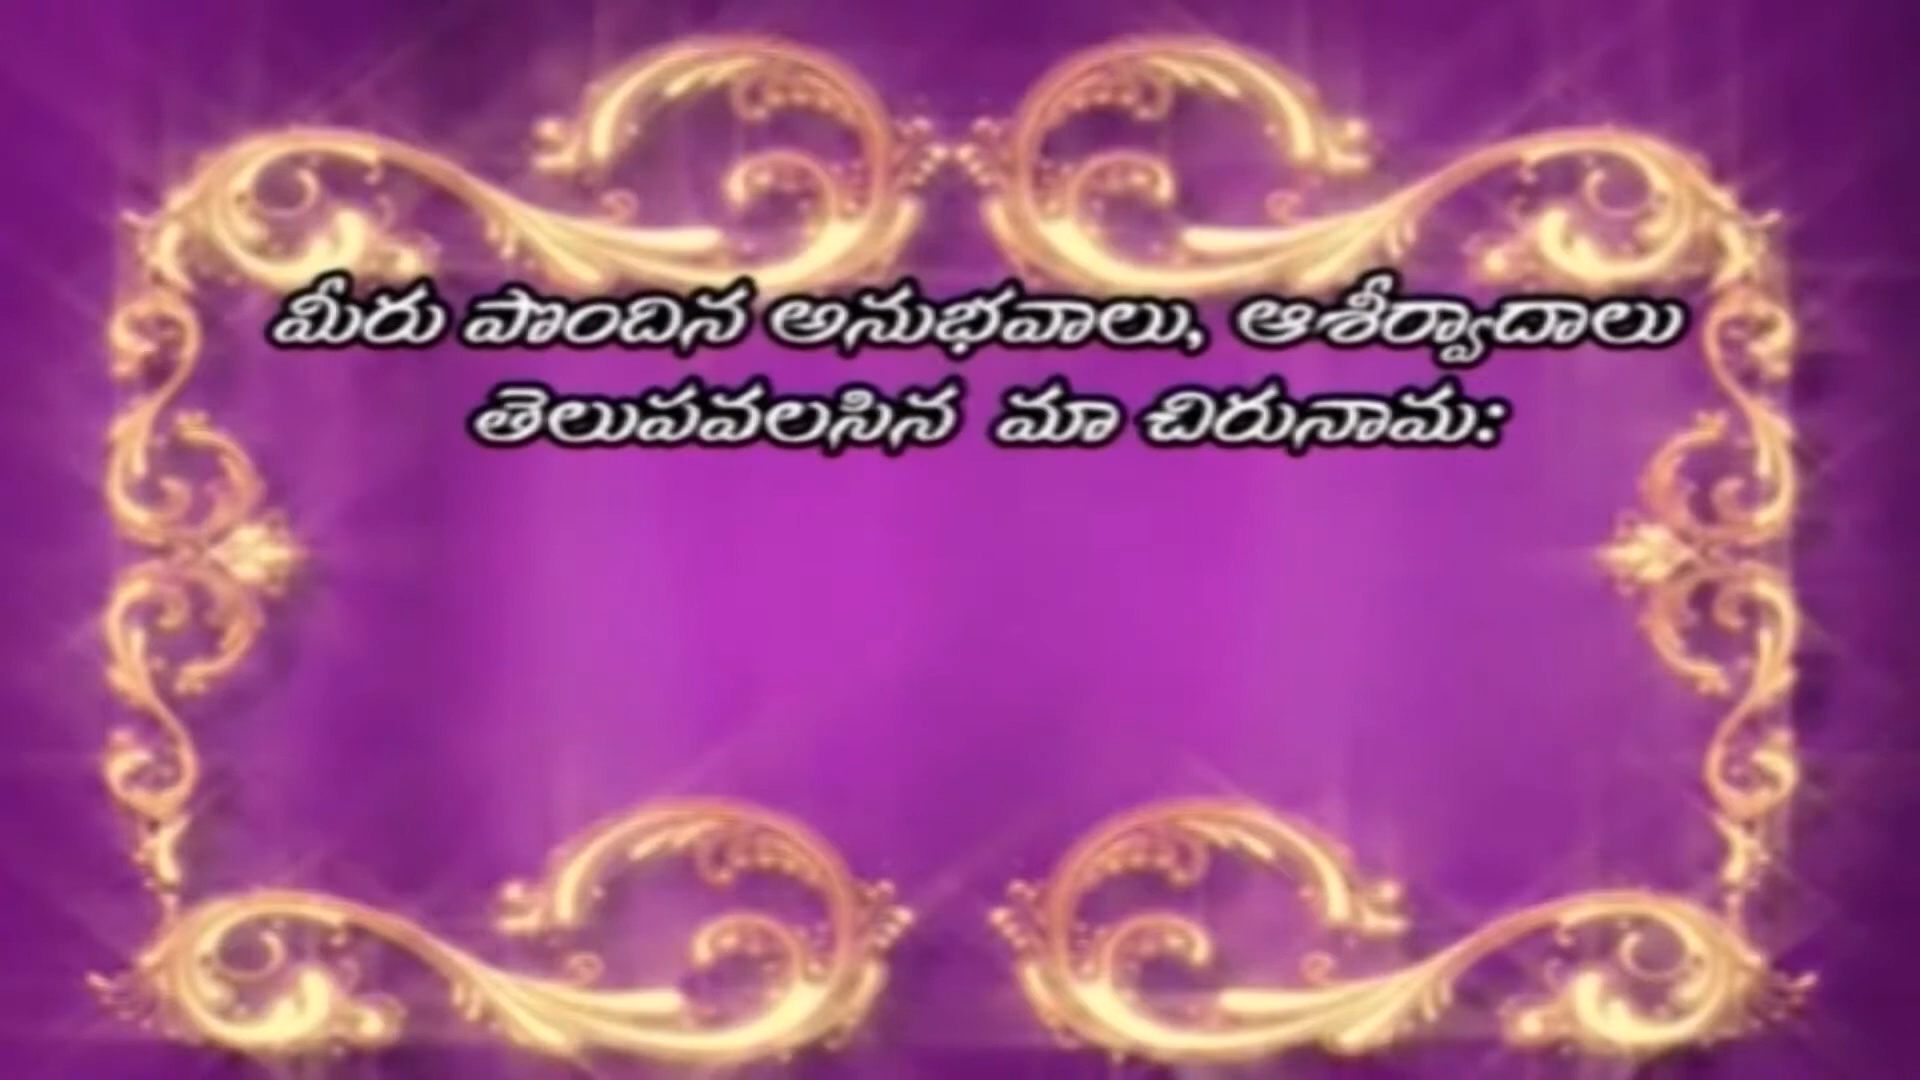 మీరు పొందిన అనుభవాలు, ఆశీర్వాదాలు
తెలుపవలసిన మా చిరునామ: